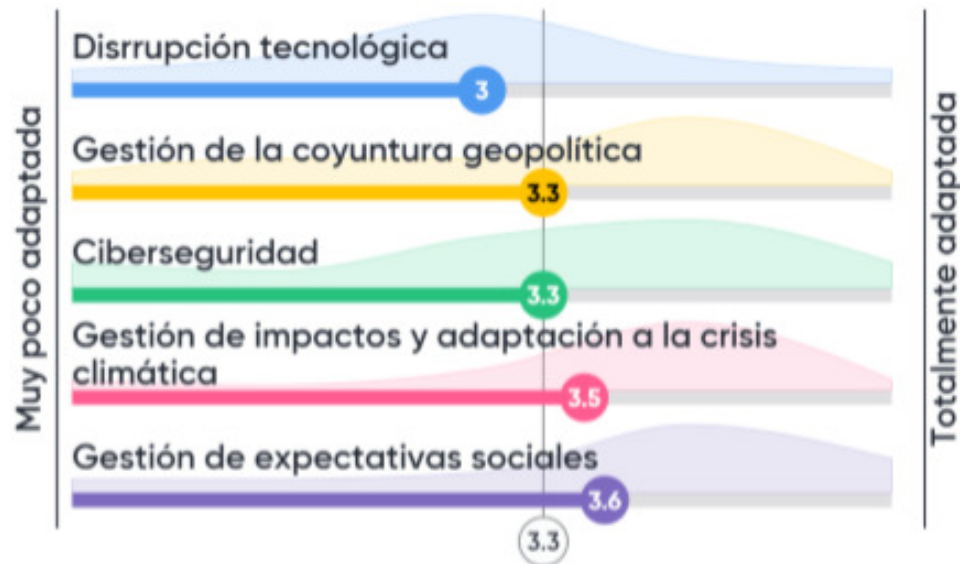 Disrrupción tecnológica
3
Gestión de la coyuntura geopolítica
3.3
Ciberseguridad
3.3
Gestión de impactos y adaptación a la crisis
climática
3.5
Gestión de expectativas sociales
3.6
3.3
Muy poco adaptada
Totalmente adaptada